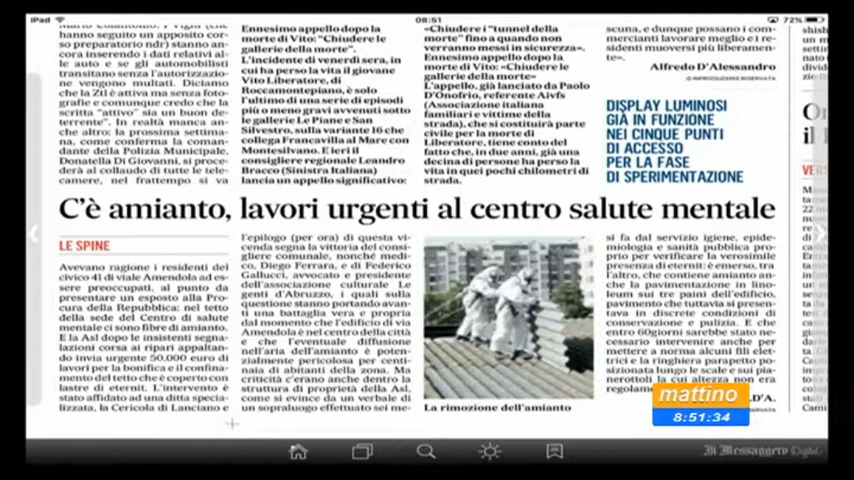 iPad
08:51
72%
Mario Colantonio. I vigili (che
hanno seguito un apposito cor-
so preparatorio ndr) stanno an-
cora inserendo i dati relativi al-
le auto e se gli automobilisti
transitano senza l'autorizzazio-
ne vengono multati. Diciamo
che la Ztl è attiva ma senza foto-
grafie e comunque credo che la
scritta "attivo" sia un buon de-
terrente". In realtà manca an-
che altro: la prossima settima-
na, come conferma la coman-
dante della Polizia Municipale,
Donatella Di Giovanni, si proce-
derà al collaudo di tutte le tele-
camere, nel frattempo si va
Ennesimo appello dopo la
morte di Vito: "Chiudere le
gallerie della morte".
L'incidente di venerdì sera, in
cui ha perso la vita il giovane
Vito Liberatore, di
Roccamontepiano, è solo
l'ultimo di una serie di episodi
più o meno gravi avvenuti sotto
le gallerie Le Piane e San
Silvestro, sulla variante 16 che
collega Francavilla al Mare con
Montesilvano. E ieri il
consigliere regionale Leandro
Bracco (Sinistra Italiana)
lancia un appello significativo:
«Chiudere i "tunnel della
morte" fino a quando non
verranno messi in sicurezza».
Ennesimo appello dopo la
morte di Vito: «Chiudere le
gallerie della morte»
L'appello, già lanciato da Paolo
D'Onofrio, referente Aivfs
(Associazione italiana
familiari e vittime della
strada), che si costituirà parte
civile per la morte di
Liberatore, tiene conto del
fatto che, in due anni, già una
decina di persone ha perso la
vita in quei pochi chilometri di
strada.
scuna, e dunque possano i com-
mercianti lavorare meglio e i re-
sidenti muoversi più liberamen-
te».
Alfredo D'Alessandro
© RIPRODUZIONE RISERVATA
DISPLAY LUMINOSI
GIÀ IN FUNZIONE
NEI CINQUE PUNTI
DI ACCESSO
PER LA FASE
DI SPERIMENTAZIONE
C'è amianto, lavori urgenti al centro salute mentale
LE SPINE
Avevano ragione i residenti del
civico 41 di viale Amendola ad es-
sere preoccupati, al punto da
presentare un esposto alla Pro-
cura della Repubblica: nel tetto
della sede del Centro di salute
mentale ci sono fibre di amianto.
E la Asl dopo le insistenti segna-
lazioni corsa ai ripari appaltan-
do invia urgente 50.000 euro di
lavori per la bonifica e il confina-
mento del tetto che è coperto con
lastre di eternit. L'intervento è
stato affidato ad una ditta specia-
lizzata, la Cericola di Lanciano e
l'epilogo (per ora) di questa vi-
cenda segna la vittoria del consi-
gliere comunale, nonché medi-
co, Diego Ferrara, e di Federico
Gallucci, avvocato e presidente
dell'associazione culturale Le
genti d'Abruzzo, i quali sulla
questione stanno portando avan-
ti una battaglia vera e propria
dal momento che l'edificio di via
Amendola è nel centro della città
e che l'eventuale diffusione
nell'aria dell'amianto è poten-
zialmente pericolosa per centi-
naia di abitanti della zona. Ma
criticità c'erano anche dentro la
struttura di proprietà della Asl,
come si evince da un verbale di
un sopraluogo effettuato sei me-
La rimozione dell'amianto
si fa dal servizio igiene, epide-
miologia e sanità pubblica pro-
prio per verificare la verosimile
presenza di eternit: è emerso, tra
l'altro, che contiene amianto an-
che la pavimentazione in lino-
leum sui tre paini dell'edificio,
pavimento che tuttavia si presen-
tava in discrete condizioni di
conservazione e pulizia. E che
entro 60giorni sarebbe stato ne-
cessario intervenire anche per
mettere a norma alcuni fili elet-
trici e la ringhiera parapetto po-
sizionata lungo le scale e sui pia-
nerottoli la cui altezza non era
regolame
D'A.
mattino
8:51:34
Il Messaggero Digital